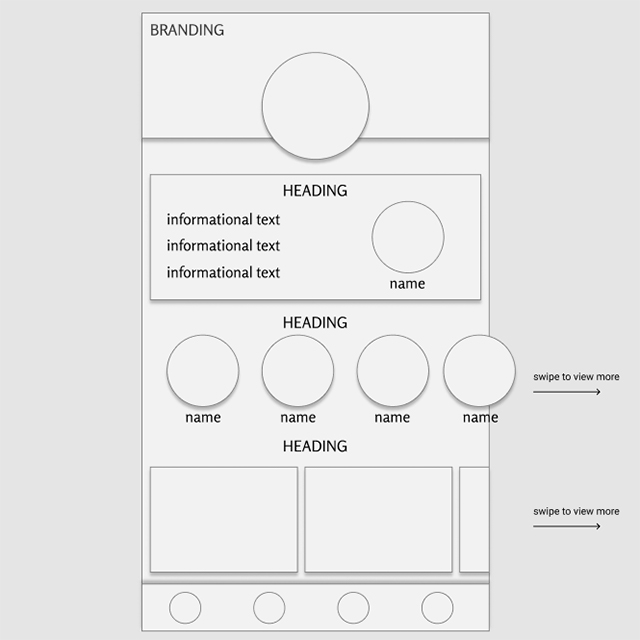 BRANDING
HEADING
informational text
informational text
informational text
name
HEADING
name name name name
swipe to view more
HEADING
swipe to view more